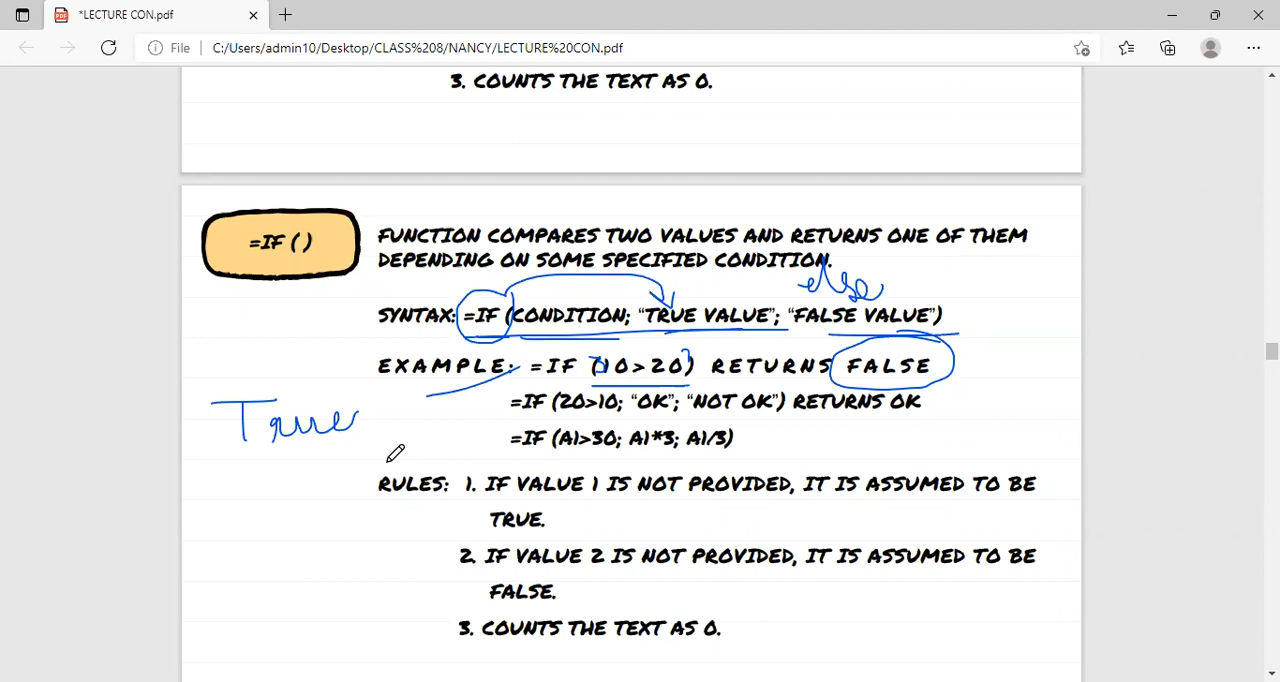 *LECTURE CON.pdf
File C:/Users/admin10/Desktop/CLASS%208/NANCY/LECTURE%20CON.pdf
3. COUNTS THE TEXT AS 0.
=IF ( )
FUNCTION COMPARES TWO VALUES AND RETURNS ONE OF THEM
DEPENDING ON SOME SPECIFIED CONDITION.
else
SYNTAX: =IF (CONDITION; “TRUE VALUE”; “FALSE VALUE”)
EXAMPLE: =IF (10>20) RETURNS FALSE
=IF (20>10; “OK”; “NOT OK”) RETURNS OK
True
=IF (A1>30; A1*3; A1/3)
RULES: 1. IF VALUE 1 IS NOT PROVIDED, IT IS ASSUMED TO BE
TRUE.
2. IF VALUE 2 IS NOT PROVIDED, IT IS ASSUMED TO BE
FALSE.
3. COUNTS THE TEXT AS 0.